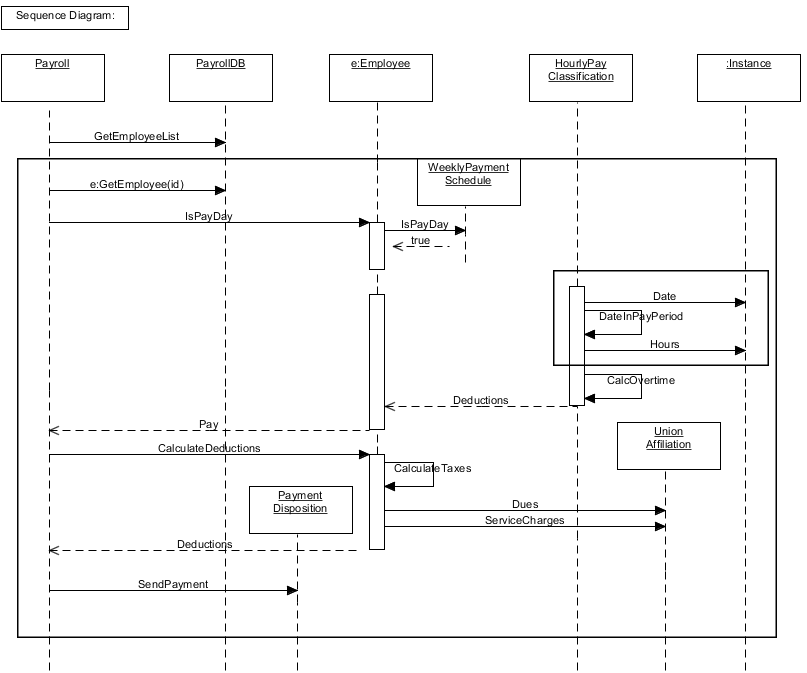 Sequence Diagram:
Payroll
PayrollDB
e:Employee
HourlyPay
Classification
:Instance
GetEmployeeList
WeeklyPayment
Schedule
e:GetEmployee(id)
IsPayDay
IsPayDay
true
Date
DateInPayPeriod
Hours
CalcOvertime
Deductions
Pay
Union
Affiliation
CalculateDeductions
CalculateTaxes
Payment
Disposition
Dues
ServiceCharges
Deductions
SendPayment